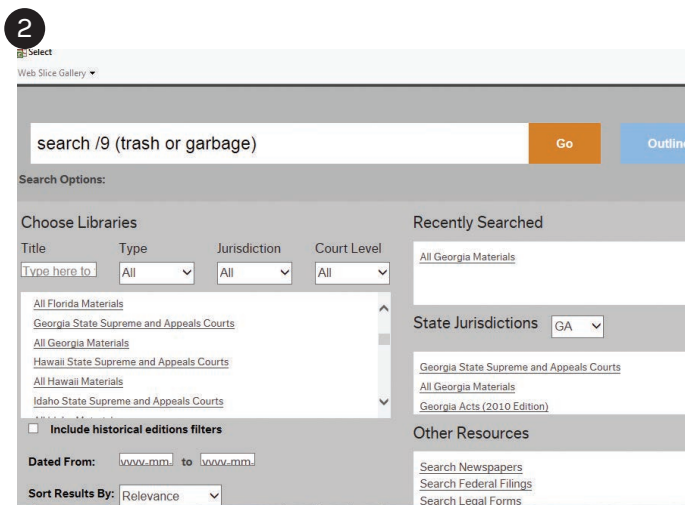 2
Select
Web Slice Gallery
search /9 (trash or garbage)
Go
Outline
Search Options:
Choose Libraries
Title Type Jurisdiction Court Level
Type here to
All All All
All Florida Materials
Georgia State Supreme and Appeals Courts
All Georgia Materials
Hawaii State Supreme and Appeals Courts
All Hawaii Materials
Idaho State Supreme and Appeals Courts
Include historical editions filters
Dated From: yyyy-mm- to yyyy-mm-
Sort Results By: Relevance
Recently Searched
All Georgia Materials
State Jurisdictions GA
Georgia State Supreme and Appeals Courts
All Georgia Materials
Georgia Acts (2010 Edition)
Other Resources
Search Newspapers
Search Federal Filings
Search Legal Forms